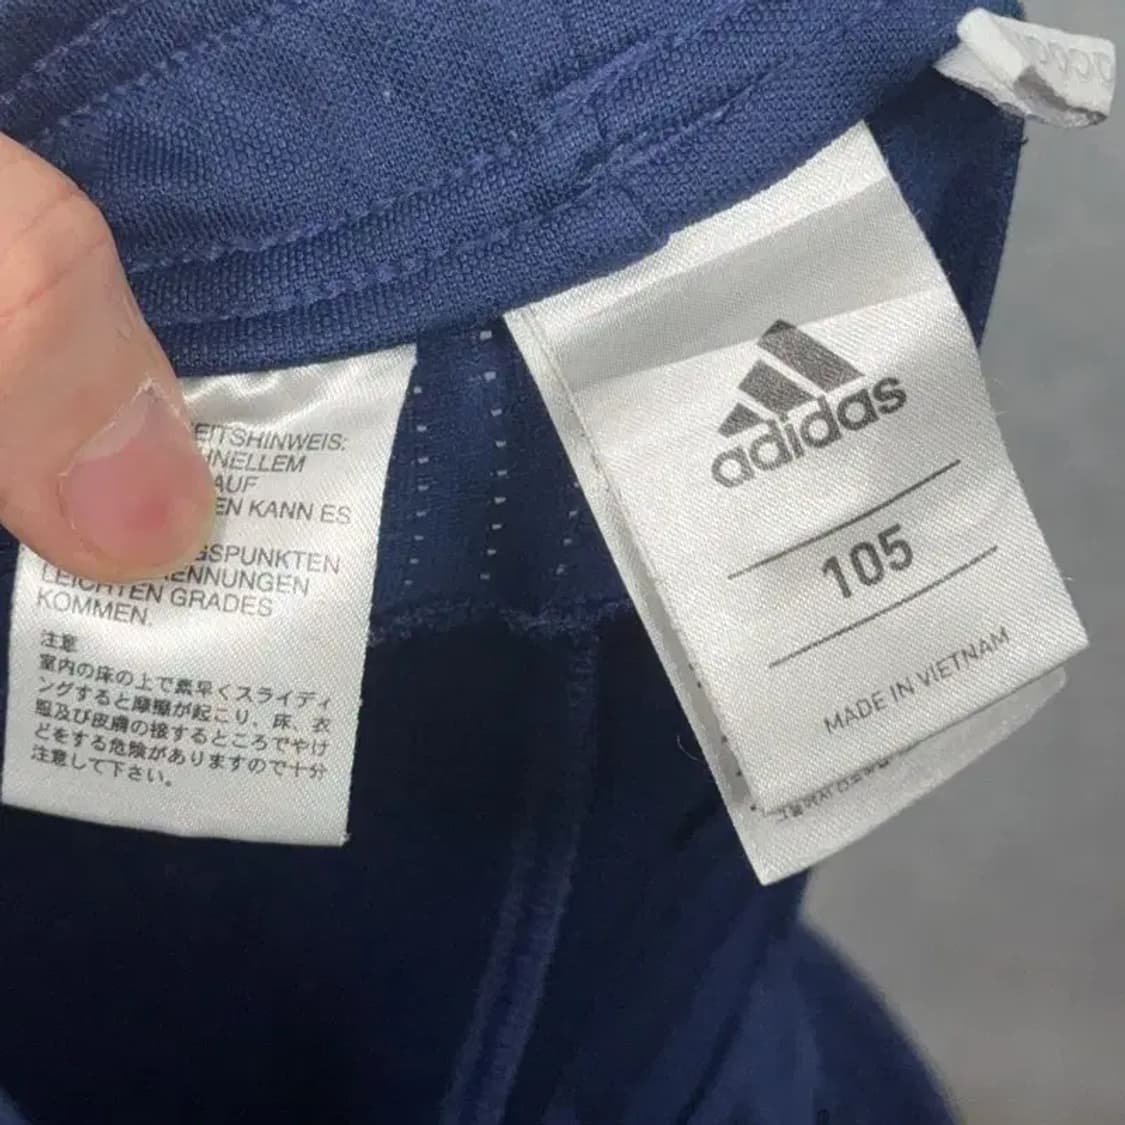 EITSHINWEIS:
HNELLEM
AUF
EN KANN ES
GSPUNKTEN
LEICHTEN RENNUNGEN
GRADES
KOMMEN.
注意
室内の床の上で素早くスライディ
ングすると摩擦が起こり、床、衣
服及び皮膚の接するところでやけ
どをする危険がありますので十分
注意して下さい。
adidas
105
MADE IN VIETNAM